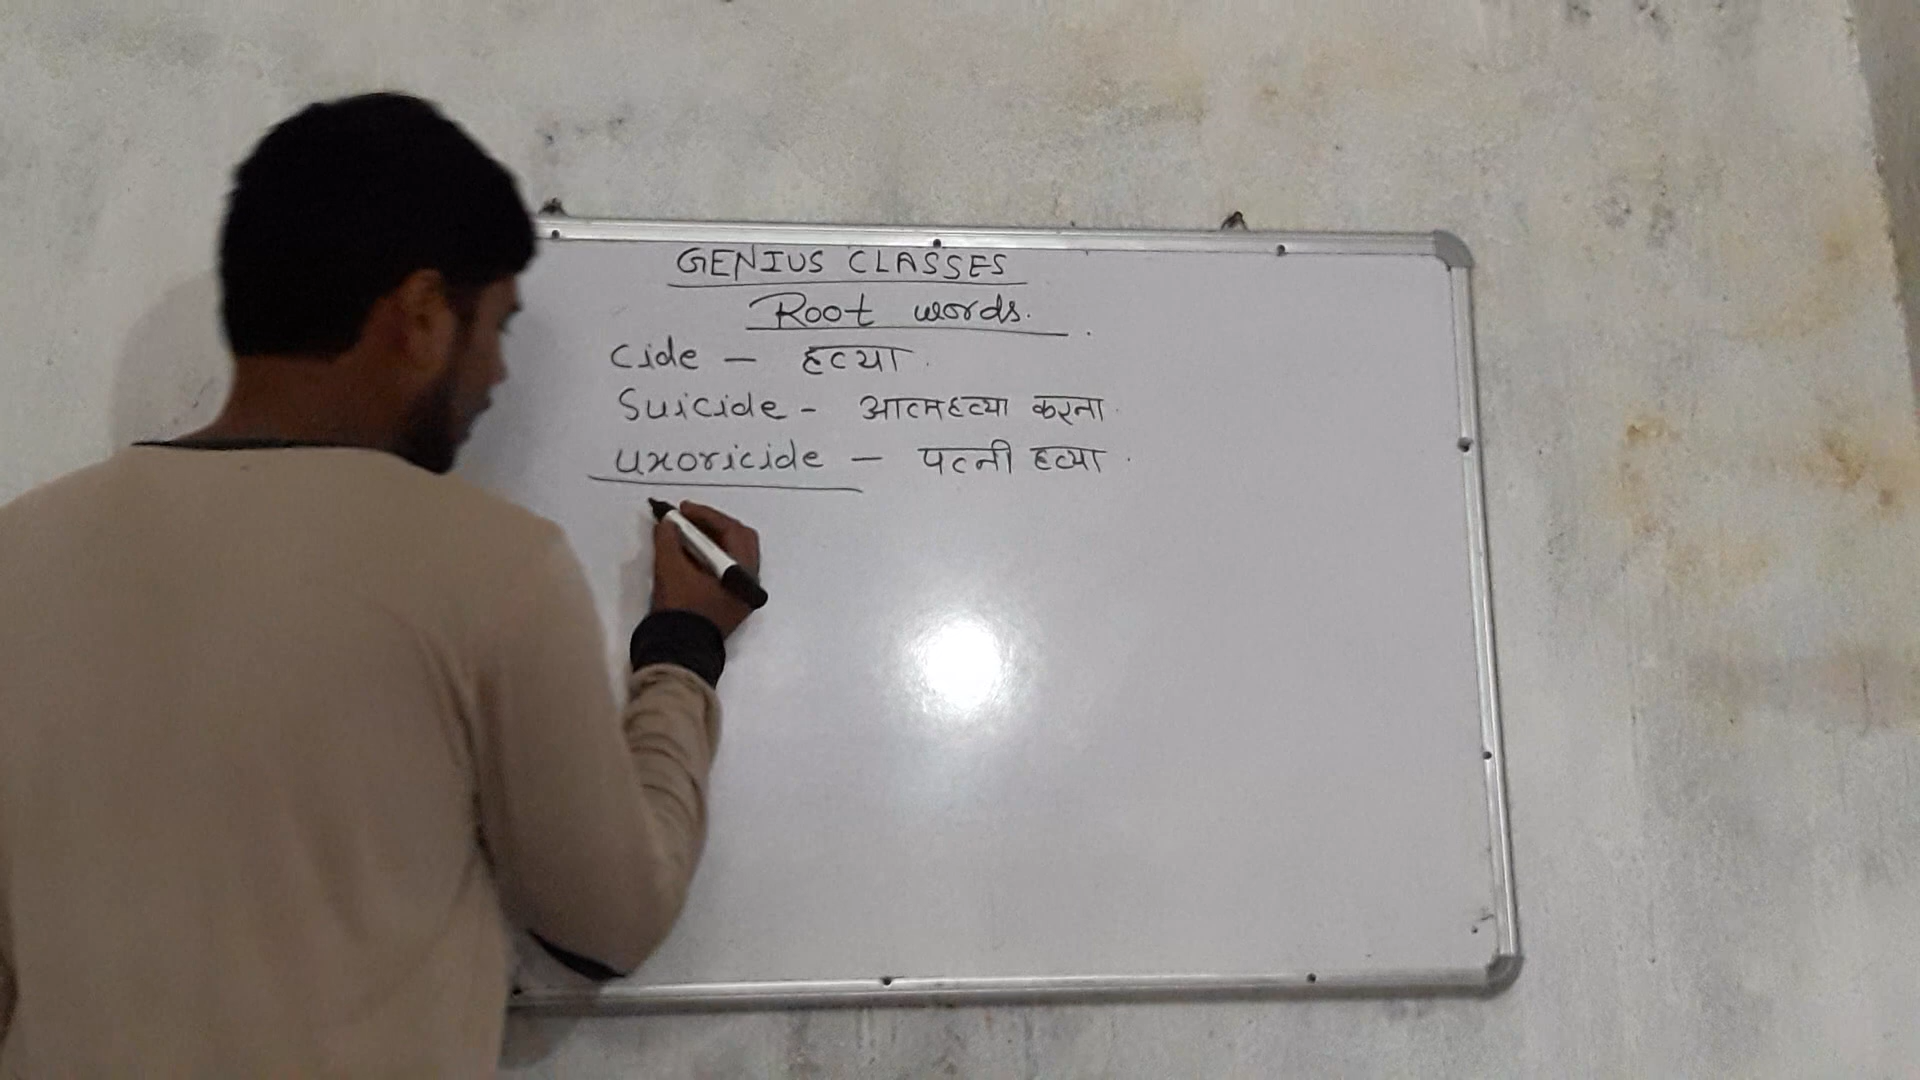 GENIUS CLASSES
Root words.
Cide - हत्या.
Suicide - आत्महत्या करना.
uxoricide - पत्नी हत्या.